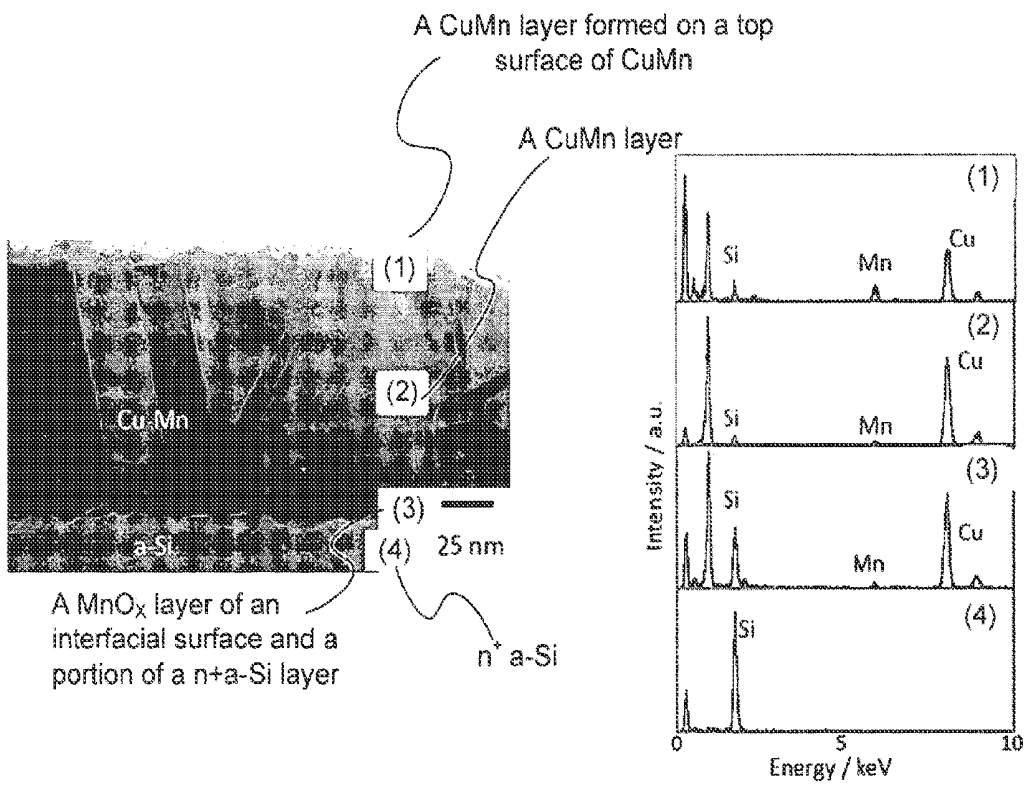 A CuMn layer formed on a top
surface of CuMn
A CuMn layer
(1)
(2)
Cu-Mn
(3)
a-Si
(4)
25 nm
A MnOX layer of an
interfacial surface and a
portion of a n+a-Si layer
n+ a-Si
(1)
Si
Mn
Cu
(2)
Si
Mn
Cu
(3)
Si
Mn
Cu
(4)
Si
Intensity / a.u.
0
5
10
Energy / keV